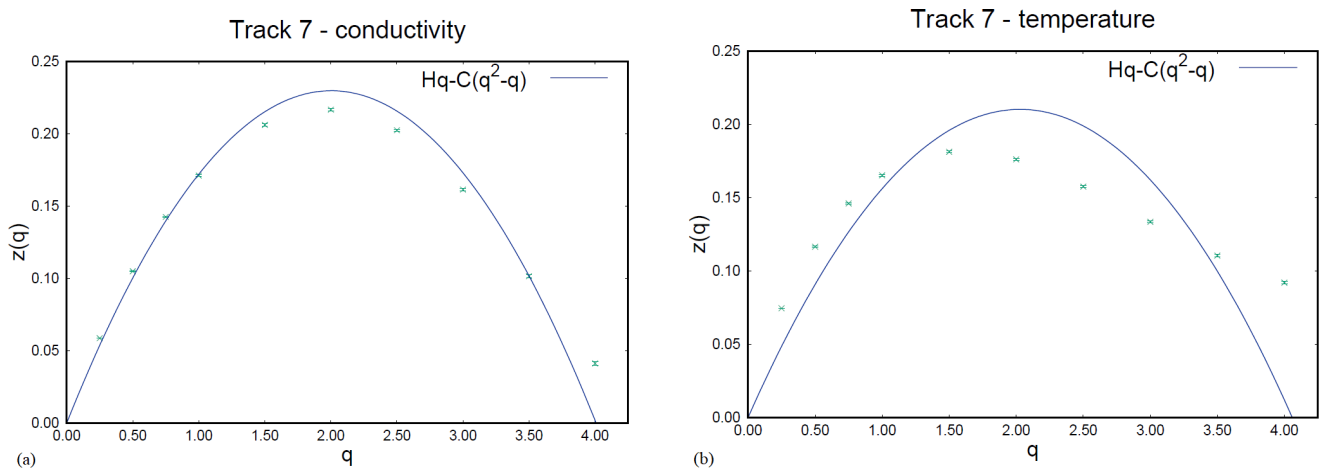 Track 7 - conductivity
Hq-C(q²-q)
0.25
0.20
0.15
0.10
0.05
0.00
z(q)
0.00 0.50 1.00 1.50 2.00 2.50 3.00 3.50 4.00
q
(a)
Track 7 - temperature
Hq-C(q²-q)
0.25
0.20
0.15
0.10
0.05
0.00
z(q)
0.00 0.50 1.00 1.50 2.00 2.50 3.00 3.50 4.00
q
(b)